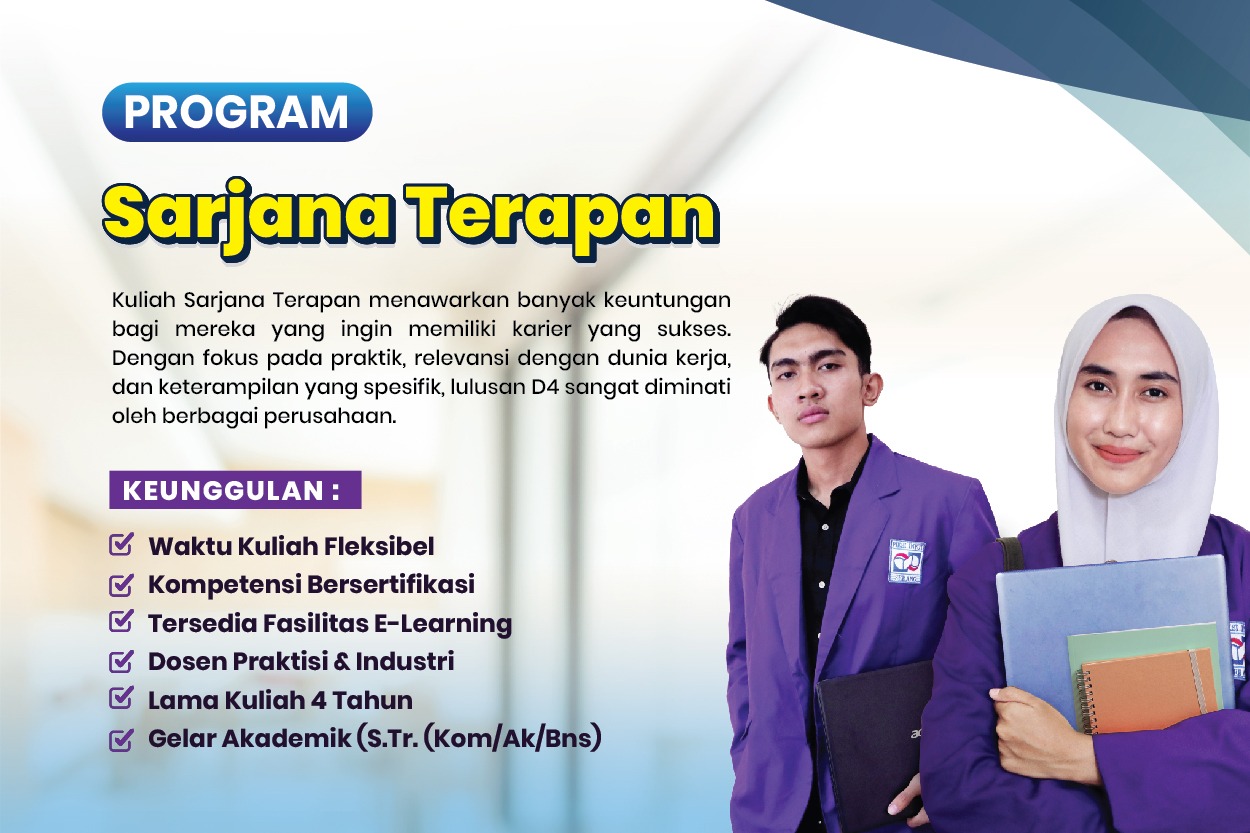 PROGRAM
Sarjana Terapan
Kuliah Sarjana Terapan menawarkan banyak keuntungan
bagi mereka yang ingin memiliki karier yang sukses.
Dengan fokus pada praktik, relevansi dengan dunia kerja,
dan keterampilan yang spesifik, lulusan D4 sangat diminati
oleh berbagai perusahaan.
KEUNGGULAN :
Waktu Kuliah Fleksibel
Kompetensi Bersertifikasi
Tersedia Fasilitas E-Learning
Dosen Praktisi & Industri
Lama Kuliah 4 Tahun
Gelar Akademik (S.Tr. (Kom/Ak/Bns)